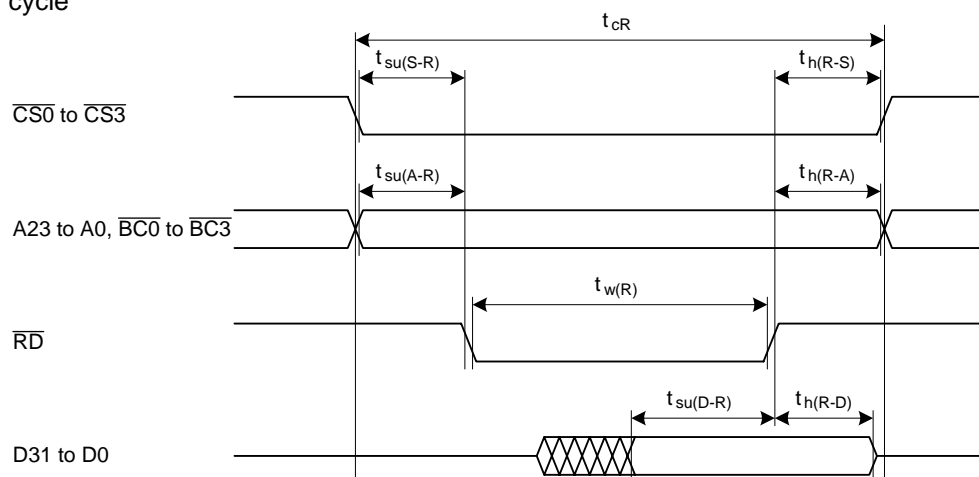 cycle
tcR
tsu(S-R) th(R-S)
CS0 to CS3
tsu(A-R) th(R-A)
A23 to A0, BC0 to BC3
tw(R)
RD
tsu(D-R) th(R-D)
D31 to D0